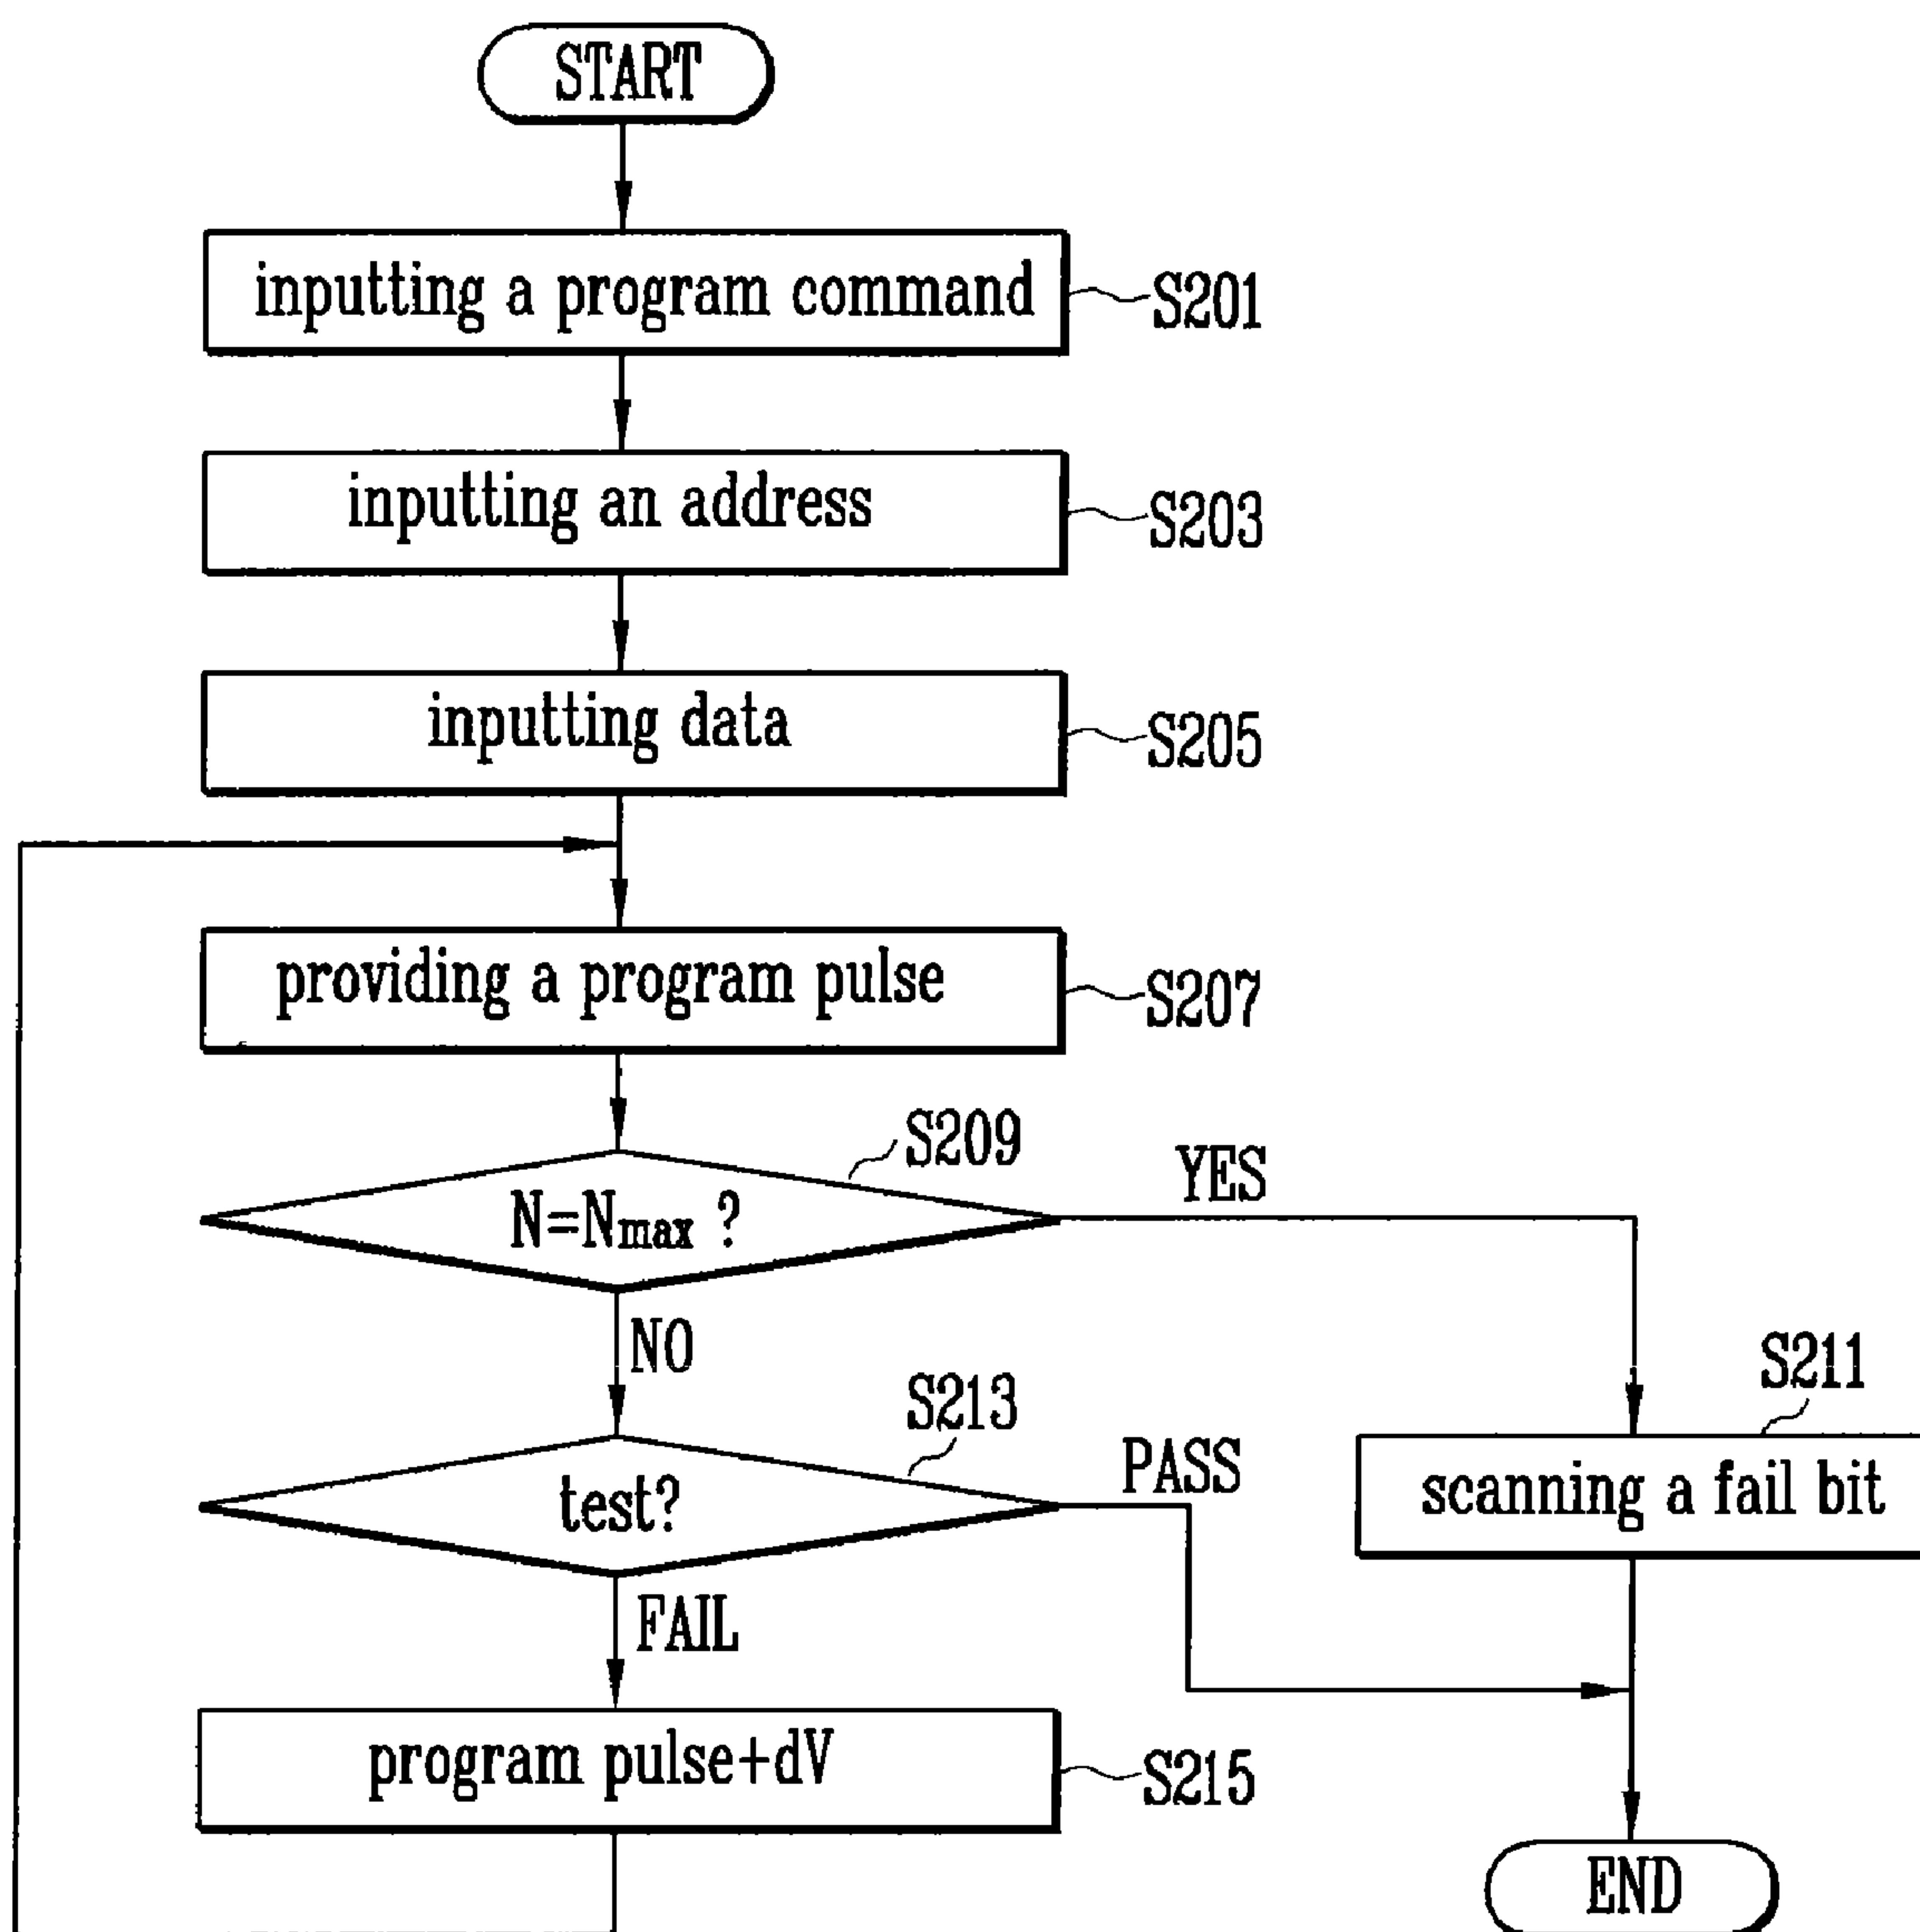 START
inputting a program command
S201
inputting an address
S203
inputting data
S205
providing a program pulse
S207
S209
N=Nmax ?
YES
NO
S211
S213
test?
PASS
scanning a fail bit
FAIL
program pulse+dV
S215
END